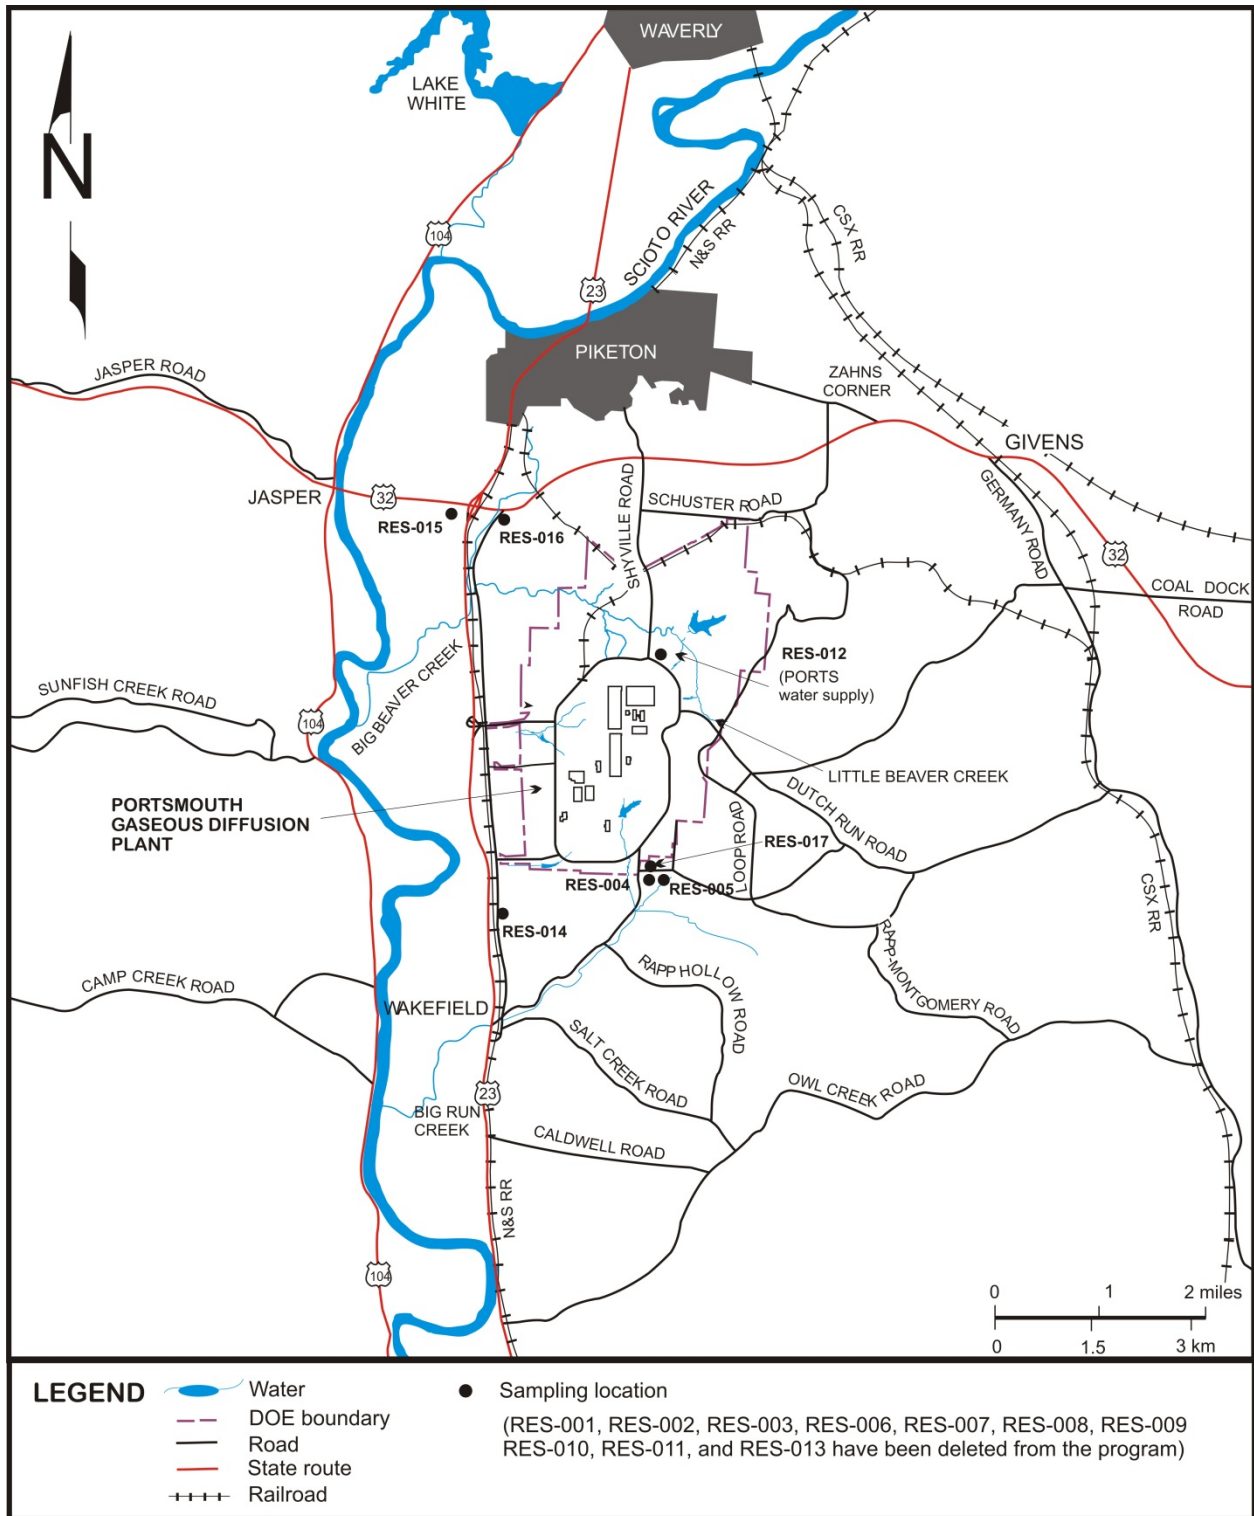 WAVERLY
LAKE
WHITE
N
104
SCIOTO RIVER
N&S RR
CSX RR
23
PIKETON
JASPER ROAD
ZAHNS
CORNER
GIVENS
JASPER
32
RES-015
RES-016
SHYVILLE ROAD
SCHUSTER ROAD
GERMANY ROAD
32
COAL DOCK
ROAD
RES-012
(PORTS
water supply)
SUNFISH CREEK ROAD
104
BIG BEAVER CREEK
LITTLE BEAVER CREEK
PORTSMOUTH
GASEOUS DIFFUSION
PLANT
DUTCH RUN ROAD
LOOP ROAD
RES-017
RES-004
RES-005
CSX RR
RES-014
RAPP-MONTGOMERY ROAD
RAPP HOLLOW ROAD
CAMP CREEK ROAD
WAKEFIELD
SALT CREEK ROAD
OWL CREEK ROAD
23
BIG RUN
CREEK
CALDWELL ROAD
N&S RR
104
0 1 2 miles
0 1.5 3 km
LEGEND
Water
DOE boundary
Road
State route
Railroad
Sampling location
(RES-001, RES-002, RES-003, RES-006, RES-007, RES-008, RES-009
RES-010, RES-011, and RES-013 have been deleted from the program)